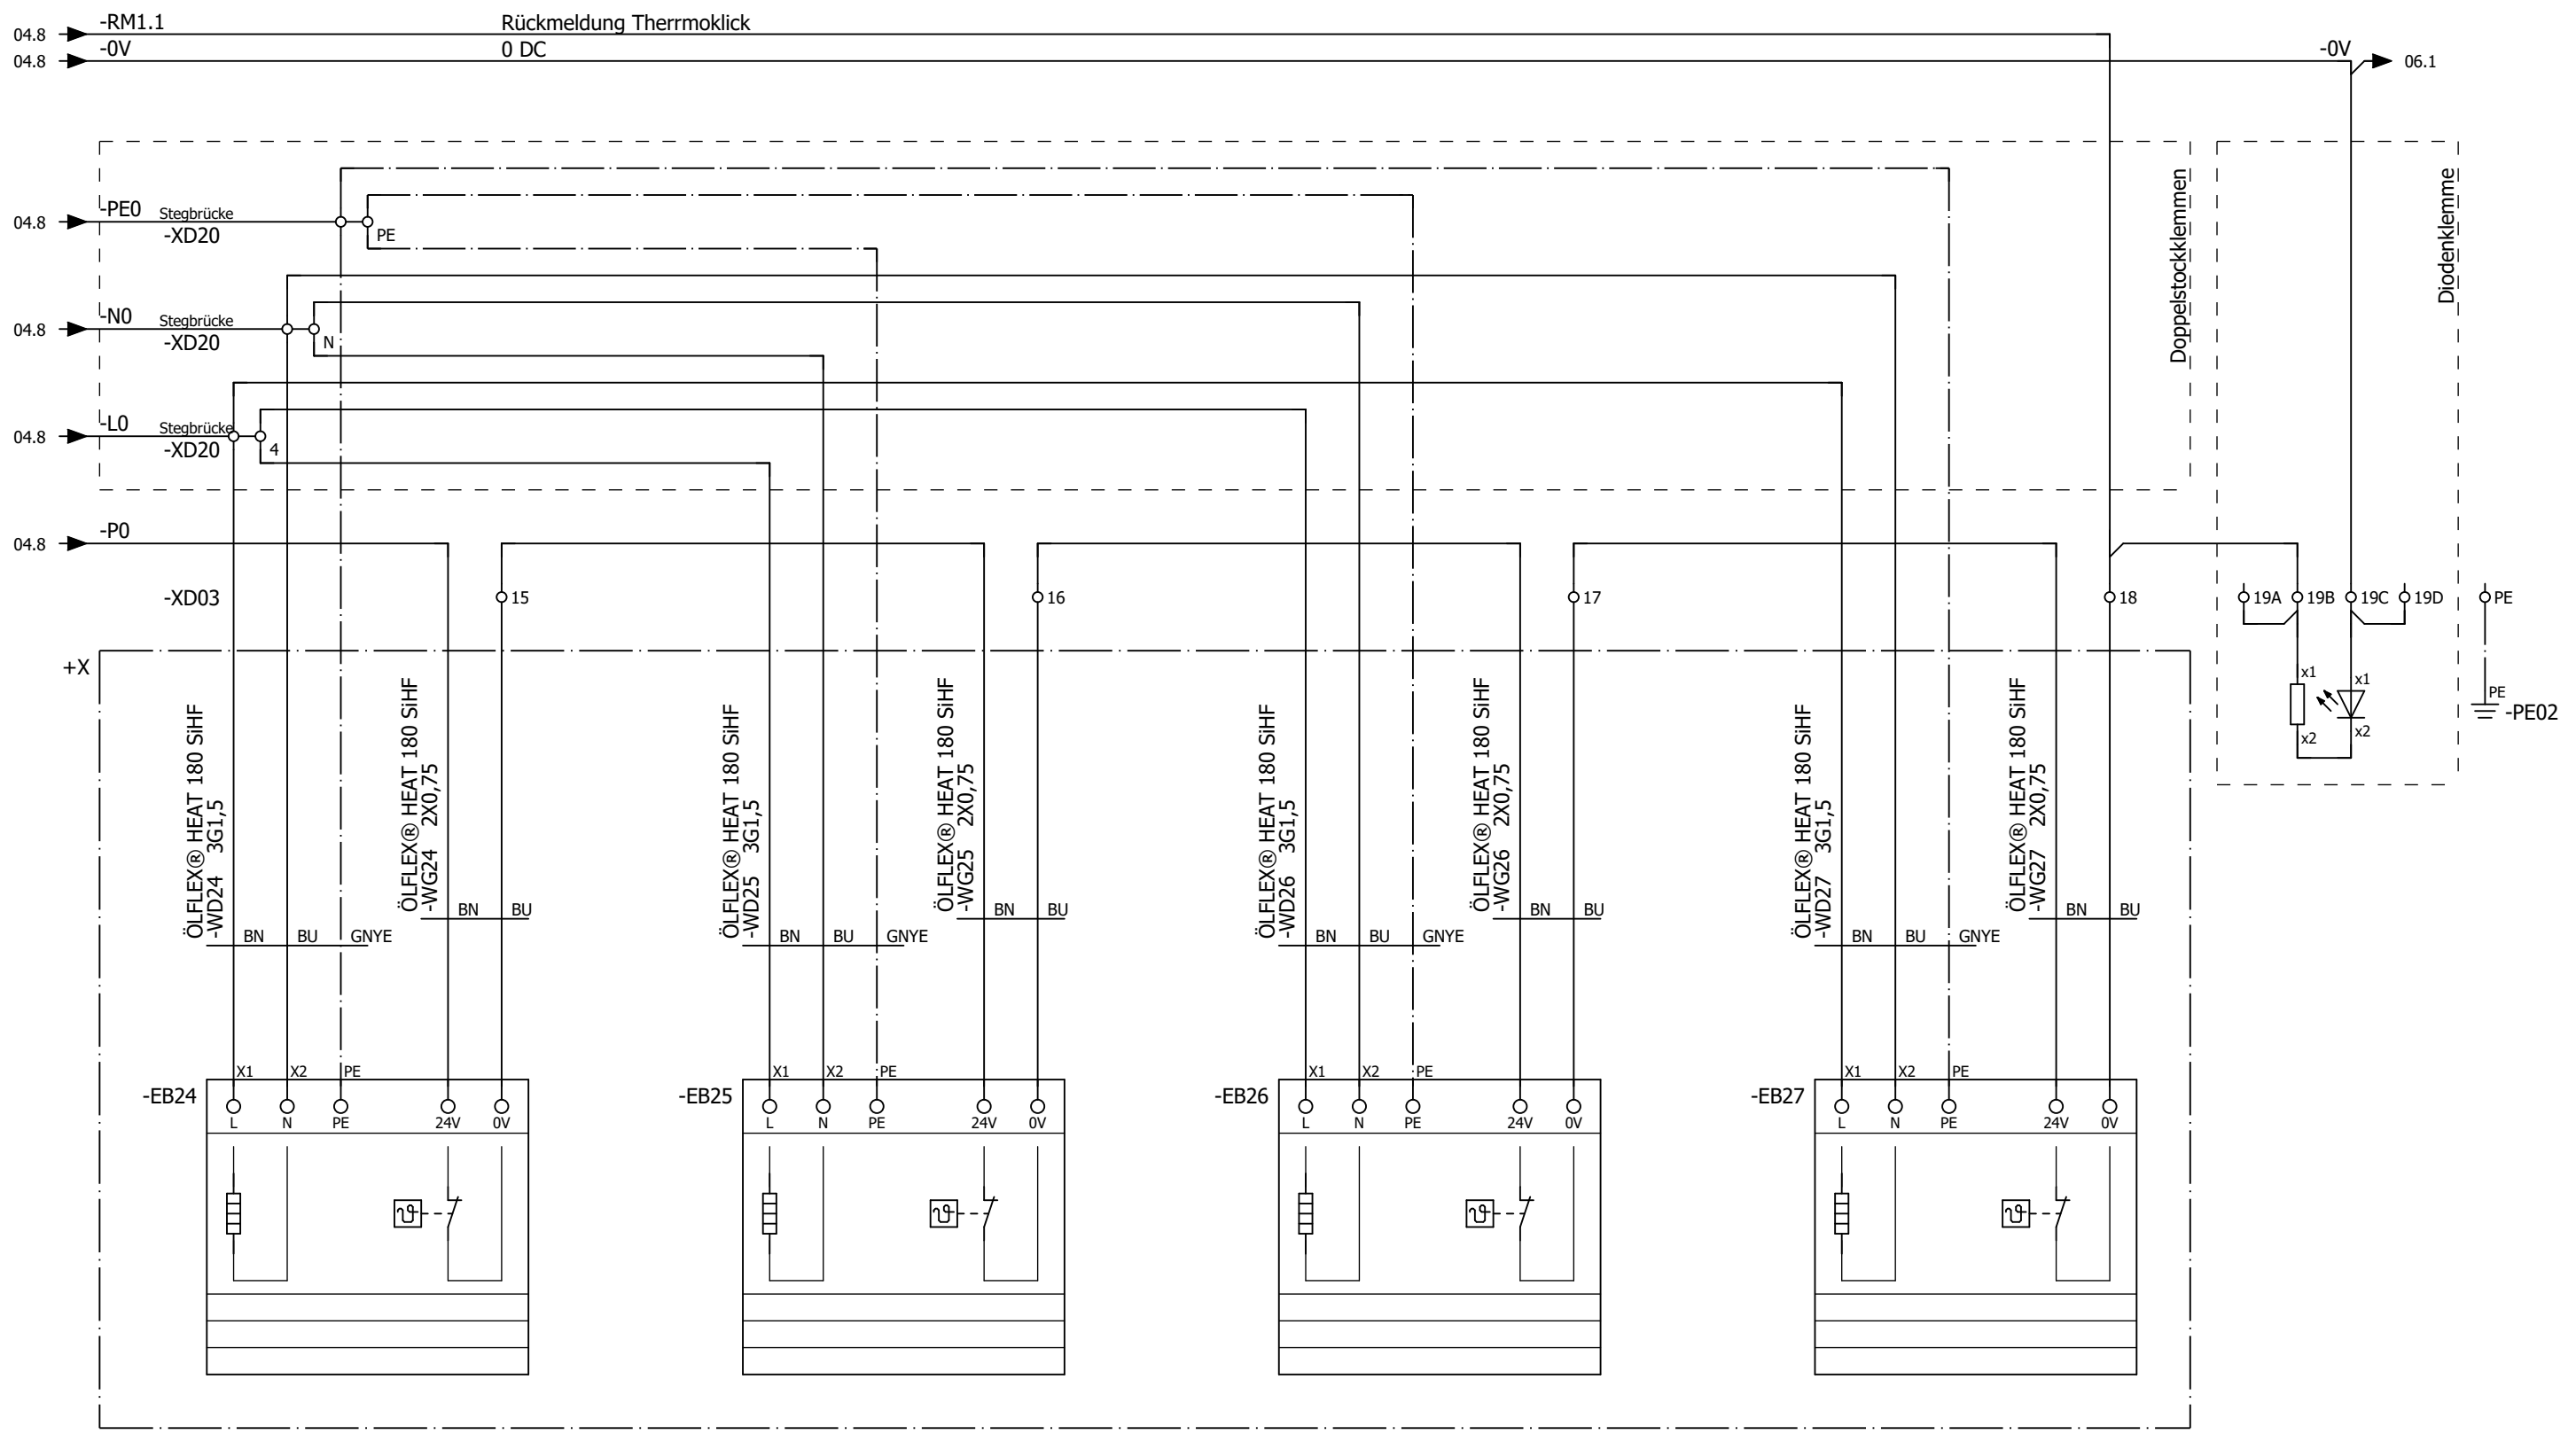 04.8 -RM1.1 Rückmeldung Therrmoklick
04.8 -0V 0 DC -0V 06.1
04.8 -PE0 Stegbrücke
-XD20 PE
04.8 -N0 Stegbrücke
-XD20 N
04.8 -L0 Stegbrücke
-XD20 4
Doppelstockklemmen
Diodenklemme
04.8 -P0
-XD03 15 16 17 18 19A 19B 19C 19D PE
+X
x1 x1 PE
-PE02
x2 x2
ÖLFLEX® HEAT 180 SiHF
-WD24 3G1,5
ÖLFLEX® HEAT 180 SiHF
-WG24 2X0,75
ÖLFLEX® HEAT 180 SiHF
-WD25 3G1,5
ÖLFLEX® HEAT 180 SiHF
-WG25 2X0,75
ÖLFLEX® HEAT 180 SiHF
-WD26 3G1,5
ÖLFLEX® HEAT 180 SiHF
-WG26 2X0,75
ÖLFLEX® HEAT 180 SiHF
-WD27 3G1,5
ÖLFLEX® HEAT 180 SiHF
-WG27 2X0,75
BN BU BN BU BN BU BN BU
BN BU GNYE BN BU GNYE BN BU GNYE BN BU GNYE
X1 X2 PE X1 X2 PE X1 X2 PE X1 X2 PE
-EB24 -EB25 -EB26 -EB27
L N PE 24V 0V L N PE 24V 0V L N PE 24V 0V L N PE 24V 0V
ϑ ϑ ϑ ϑ